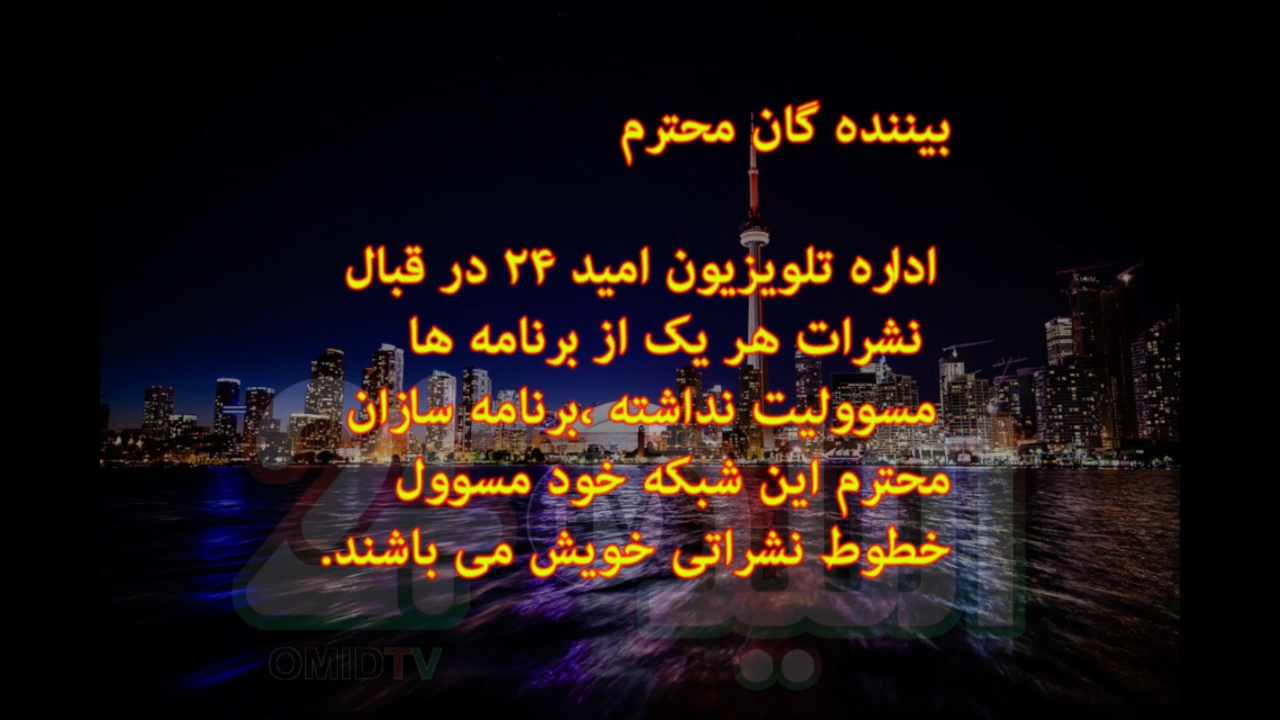 بیننده گان محترم
اداره تلویزیون امید ۲۴ در قبال
نشرات هر یک از برنامه ها
مسوولیت نداشته ،برنامه سازان
محترم این شبکه خود مسوول
خطوط نشراتی خویش می باشند.
امید
OMIDTV